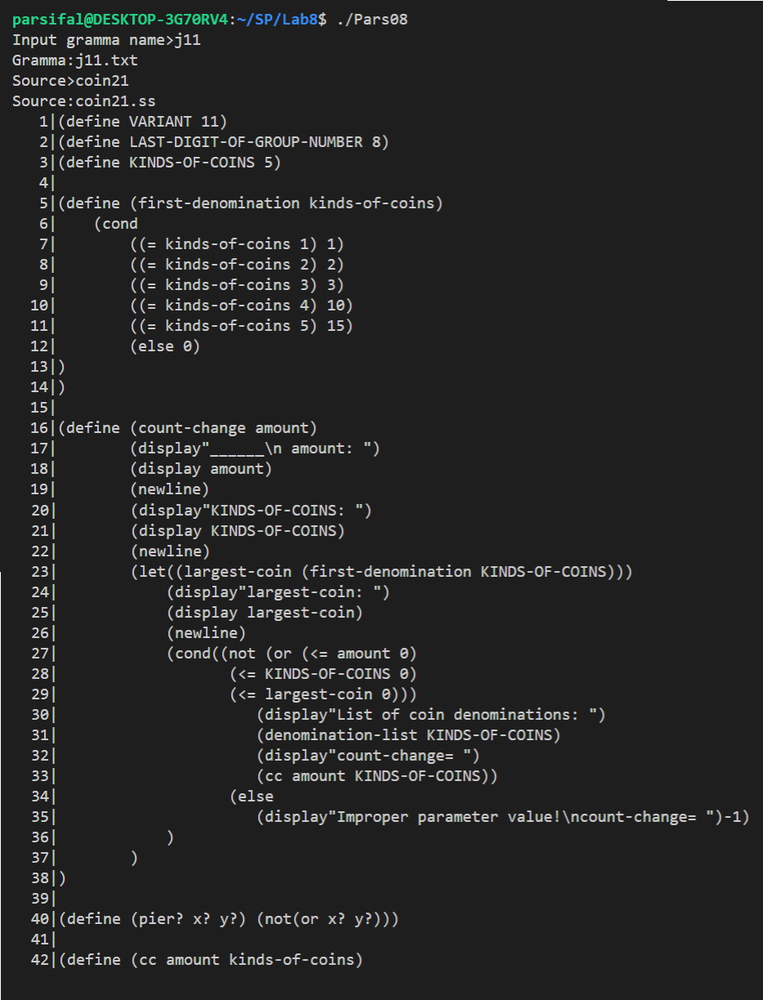 parsifal@DESKTOP-3G70RV4:~/SP/Lab8$ ./Pars08
Input gramma name>j11
Gramma:j11.txt
Source>coin21
Source:coin21.ss
   1|(define VARIANT 11)
   2|(define LAST-DIGIT-OF-GROUP-NUMBER 8)
   3|(define KINDS-OF-COINS 5)
   4|
   5|(define (first-denomination kinds-of-coins)
   6|    (cond
   7|        ((= kinds-of-coins 1) 1)
   8|        ((= kinds-of-coins 2) 2)
   9|        ((= kinds-of-coins 3) 3)
  10|        ((= kinds-of-coins 4) 10)
  11|        ((= kinds-of-coins 5) 15)
  12|        (else 0)
  13|)
  14|)
  15|
  16|(define (count-change amount)
  17|        (display"______\n amount: ")
  18|        (display amount)
  19|        (newline)
  20|        (display"KINDS-OF-COINS: ")
  21|        (display KINDS-OF-COINS)
  22|        (newline)
  23|        (let((largest-coin (first-denomination KINDS-OF-COINS)))
  24|            (display"largest-coin: ")
  25|            (display largest-coin)
  26|            (newline)
  27|            (cond((not (or (<= amount 0)
  28|                   (<= KINDS-OF-COINS 0)
  29|                   (<= largest-coin 0)))
  30|                      (display"List of coin denominations: ")
  31|                      (denomination-list KINDS-OF-COINS)
  32|                      (display"count-change= ")
  33|                      (cc amount KINDS-OF-COINS))
  34|                   (else
  35|                      (display"Improper parameter value!\ncount-change= ")-1)
  36|            )
  37|        )
  38|)
  39|
  40|(define (pier? x? y?) (not(or x? y?)))
  41|
  42|(define (cc amount kinds-of-coins)